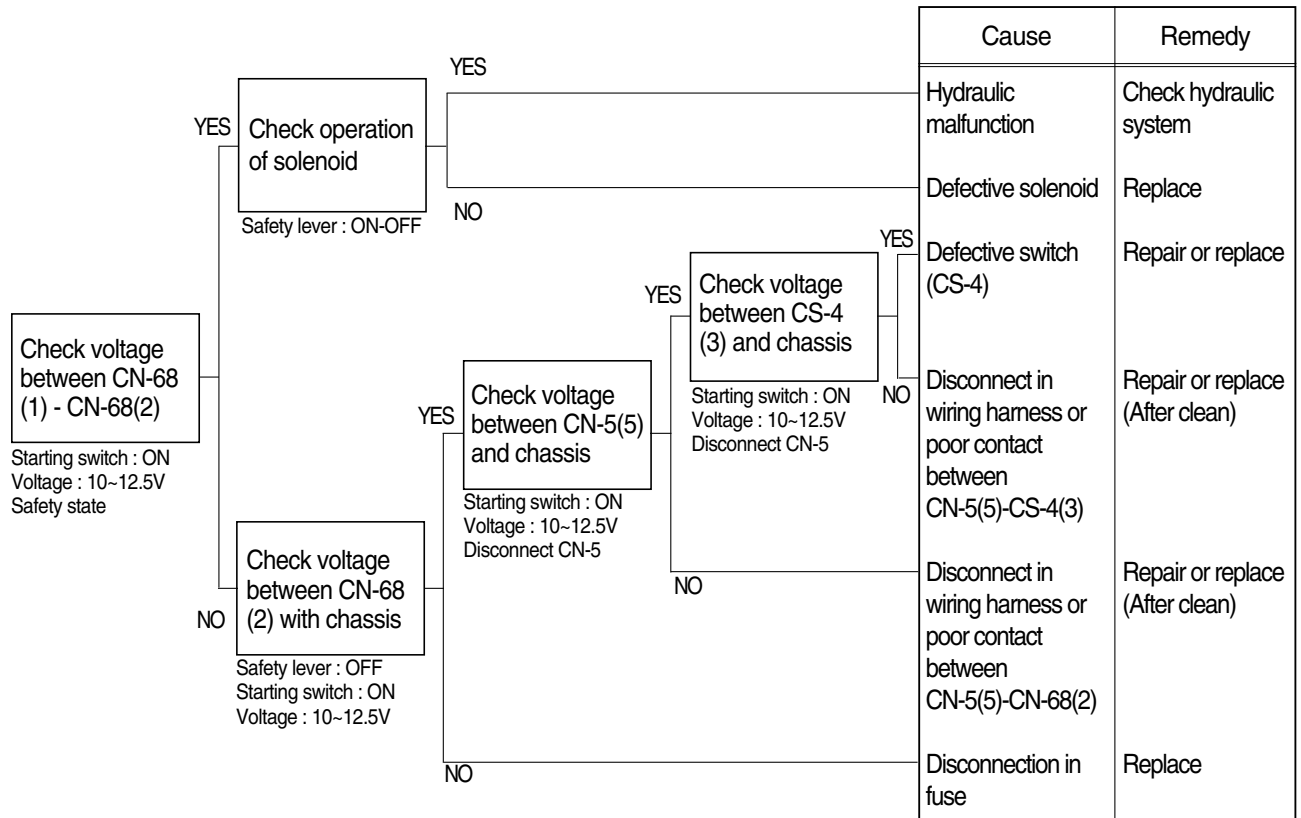 Cause
Remedy
YES
Hydraulic
malfunction
Check hydraulic
system
YES
Check operation
of solenoid
NO
Defective solenoid
Replace
Safety lever : ON-OFF
YES
Defective switch
(CS-4)
Repair or replace
YES
Check voltage
between CS-4
(3) and chassis
Check voltage
between CN-68
(1) - CN-68(2)
Starting switch : ON
Voltage : 10~12.5V
Safety state
YES
Check voltage
between CN-5(5)
and chassis
Starting switch : ON
Voltage : 10~12.5V
Disconnect CN-5
NO
Disconnect in
wiring harness or
poor contact
between
CN-5(5)-CS-4(3)
Repair or replace
(After clean)
Starting switch : ON
Voltage : 10~12.5V
Disconnect CN-5
NO
Check voltage
between CN-68
(2) with chassis
NO
Disconnect in
wiring harness or
poor contact
between
CN-5(5)-CN-68(2)
Repair or replace
(After clean)
Safety lever : OFF
Starting switch : ON
Voltage : 10~12.5V
NO
Disconnection in
fuse
Replace